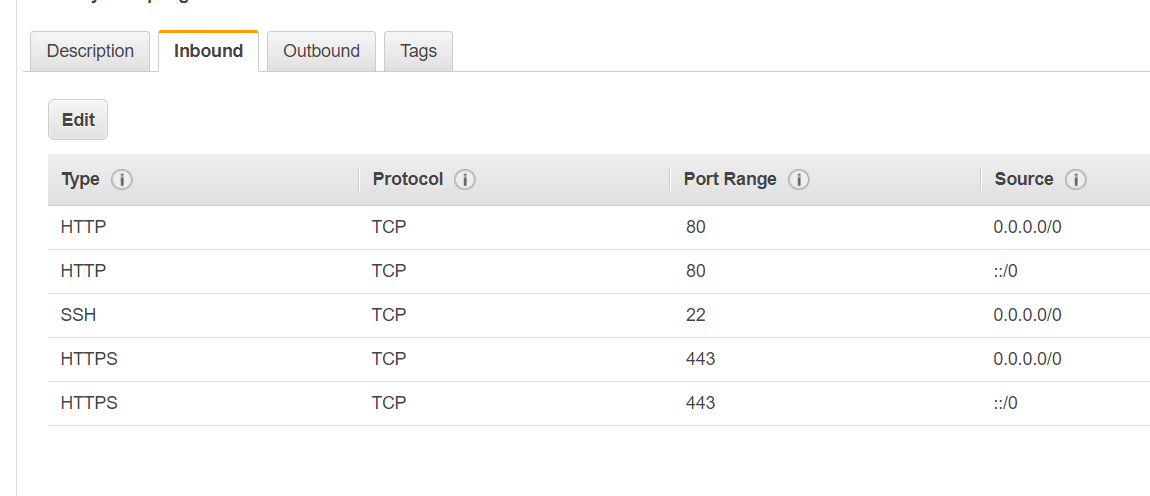 Description Inbound Outbound Tags
Edit
Type Protocol Port Range Source
HTTP TCP 80 0.0.0.0/0
HTTP TCP 80 ::/0
SSH TCP 22 0.0.0.0/0
HTTPS TCP 443 0.0.0.0/0
HTTPS TCP 443 ::/0